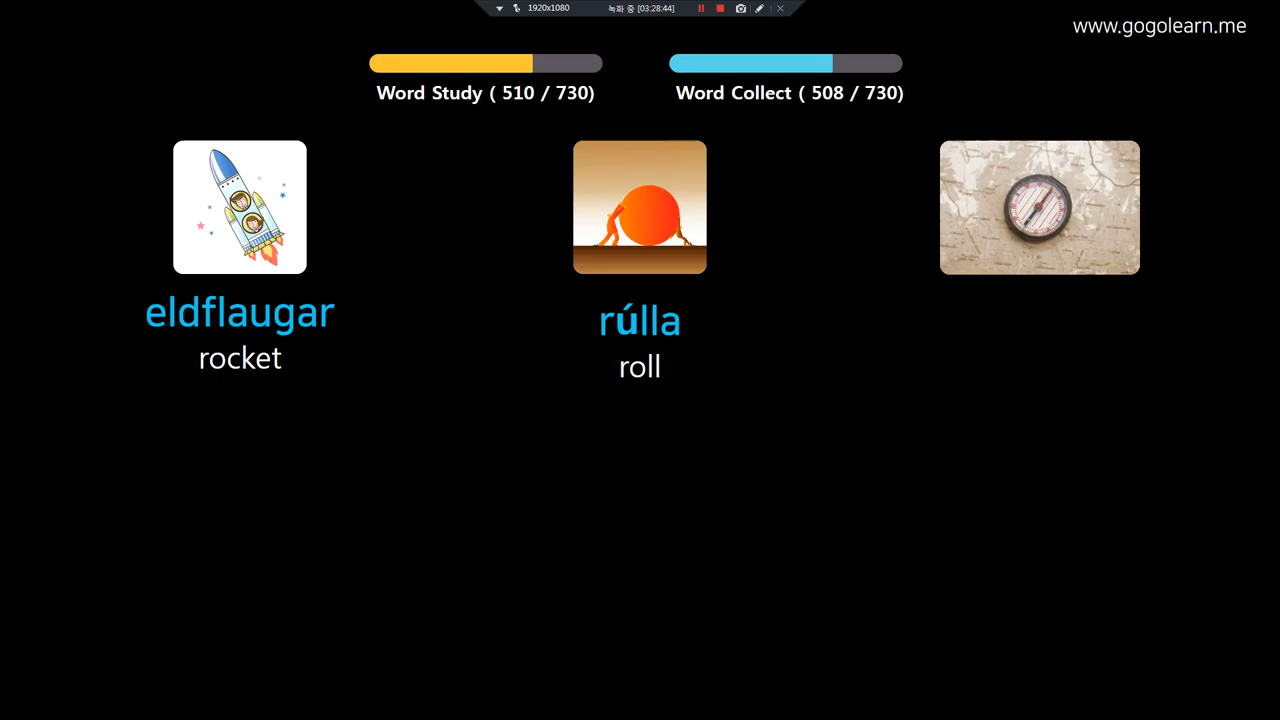 1920x1080 녹화 중 [03:28:44]
www.gogolearn.me
Word Study ( 510 / 730)
Word Collect ( 508 / 730)
eldflaugar
rocket
rúlla
roll